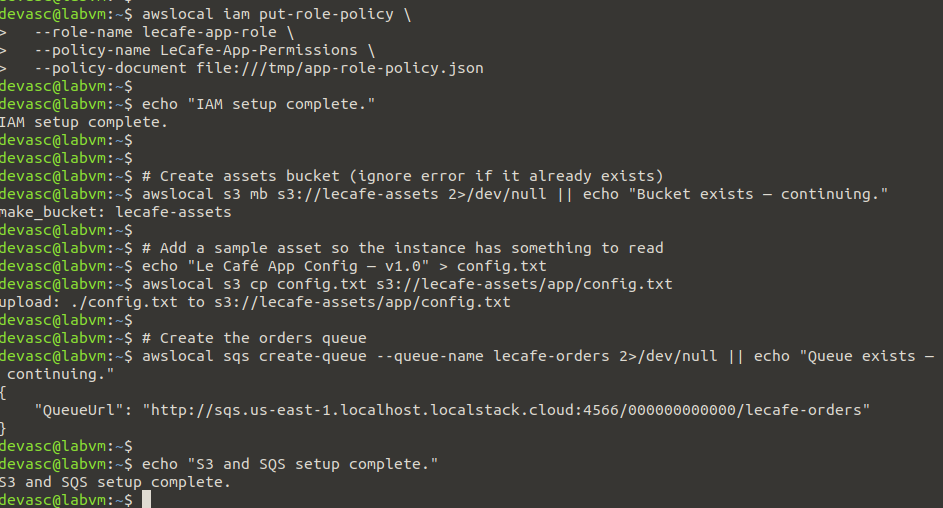 devasc@labvm:~$ awslocal iam put-role-policy \
>   --role-name lecafe-app-role \
>   --policy-name LeCafe-App-Permissions \
>   --policy-document file:///tmp/app-role-policy.json
devasc@labvm:~$
devasc@labvm:~$ echo "IAM setup complete."
IAM setup complete.
devasc@labvm:~$
devasc@labvm:~$
devasc@labvm:~$ # Create assets bucket (ignore error if it already exists)
devasc@labvm:~$ awslocal s3 mb s3://lecafe-assets 2>/dev/null || echo "Bucket exists — continuing."
make_bucket: lecafe-assets
devasc@labvm:~$
devasc@labvm:~$ # Add a sample asset so the instance has something to read
devasc@labvm:~$ echo "Le Café App Config — v1.0" > config.txt
devasc@labvm:~$ awslocal s3 cp config.txt s3://lecafe-assets/app/config.txt
upload: ./config.txt to s3://lecafe-assets/app/config.txt
devasc@labvm:~$
devasc@labvm:~$ # Create the orders queue
devasc@labvm:~$ awslocal sqs create-queue --queue-name lecafe-orders 2>/dev/null || echo "Queue exists —
 continuing."
{
    "QueueUrl": "http://sqs.us-east-1.localhost.localstack.cloud:4566/000000000000/lecafe-orders"
}
devasc@labvm:~$
devasc@labvm:~$ echo "S3 and SQS setup complete."
S3 and SQS setup complete.
devasc@labvm:~$